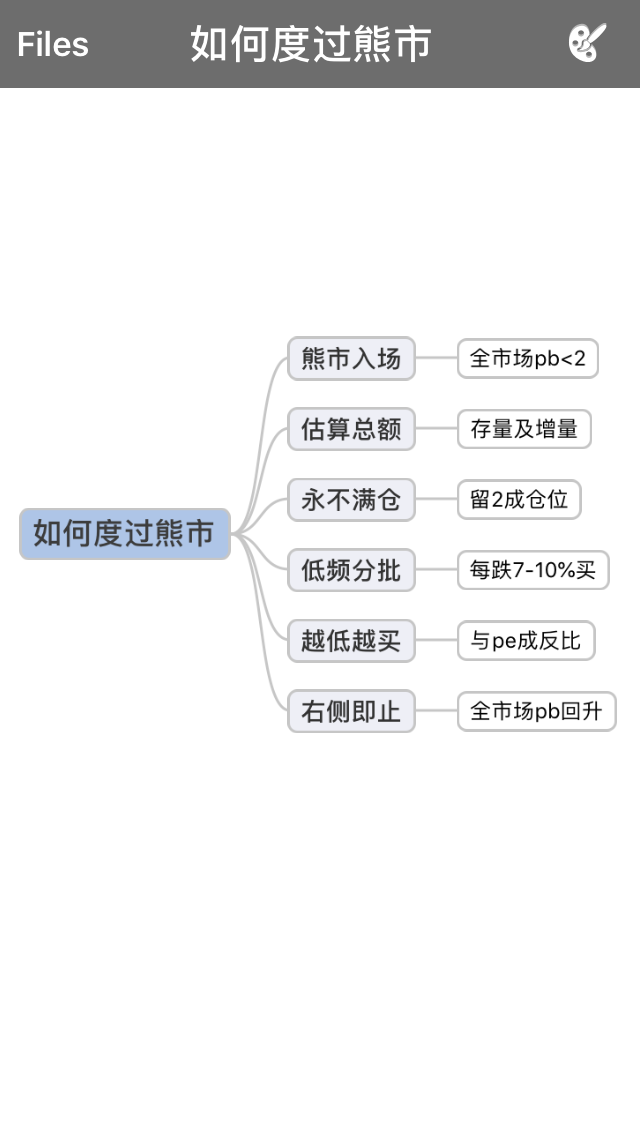 Files
如何度过熊市
熊市入场
全市场pb<2
估算总额
存量及增量
永不满仓
留2成仓位
如何度过熊市
低频分批
每跌7-10%买
越低越买
与pe成反比
右侧即止
全市场pb回升